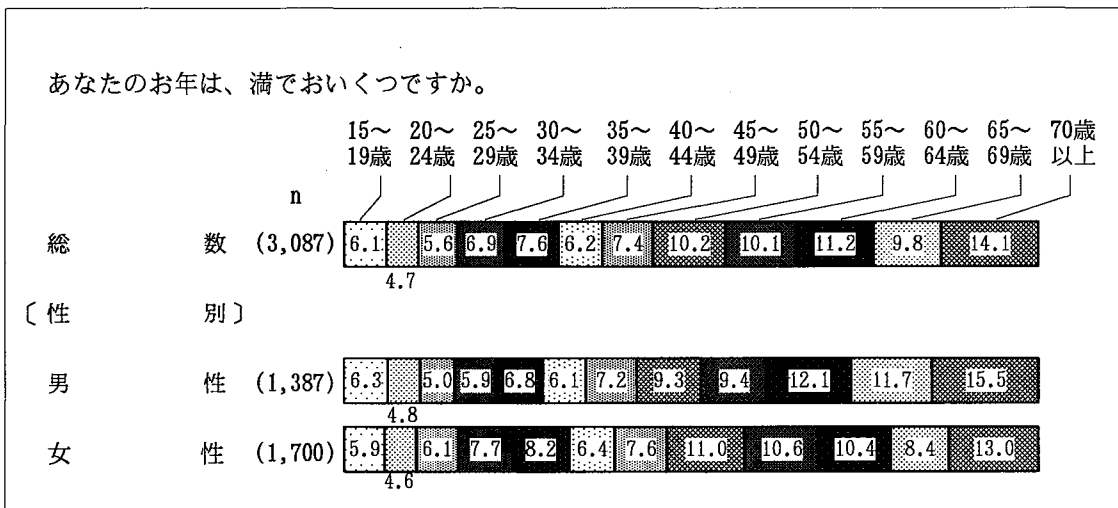 あなたのお年は、満でおいくつですか。
15～ 20～ 25～ 30～ 35～ 40～ 45～ 50～ 55～ 60～ 65～ 70歳
19歳 24歳 29歳 34歳 39歳 44歳 49歳 54歳 59歳 64歳 69歳 以上
n
総 数 (3,087) 6.1 5.6 6.9 7.6 6.2 7.4 10.2 10.1 11.2 9.8 14.1
4.7
〔性 別〕
男 性 (1,387) 6.3 5.0 5.9 6.8 6.1 7.2 9.3 9.4 12.1 11.7 15.5
4.8
女 性 (1,700) 5.9 6.1 7.7 8.2 6.4 7.6 11.0 10.6 10.4 8.4 13.0
4.6